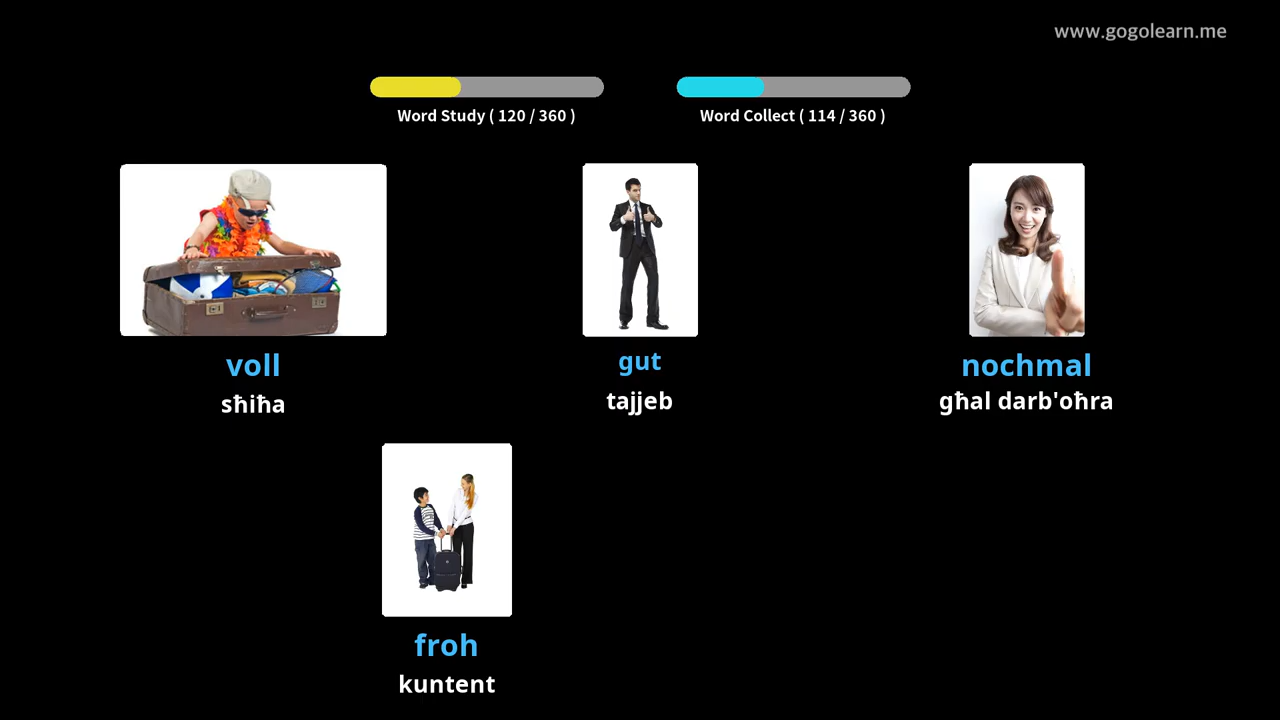 www.gogolearn.me
Word Study ( 120 / 360 )
Word Collect ( 114 / 360 )
voll
sħiħa
gut
tajjeb
nochmal
għal darb'oħra
froh
kuntent